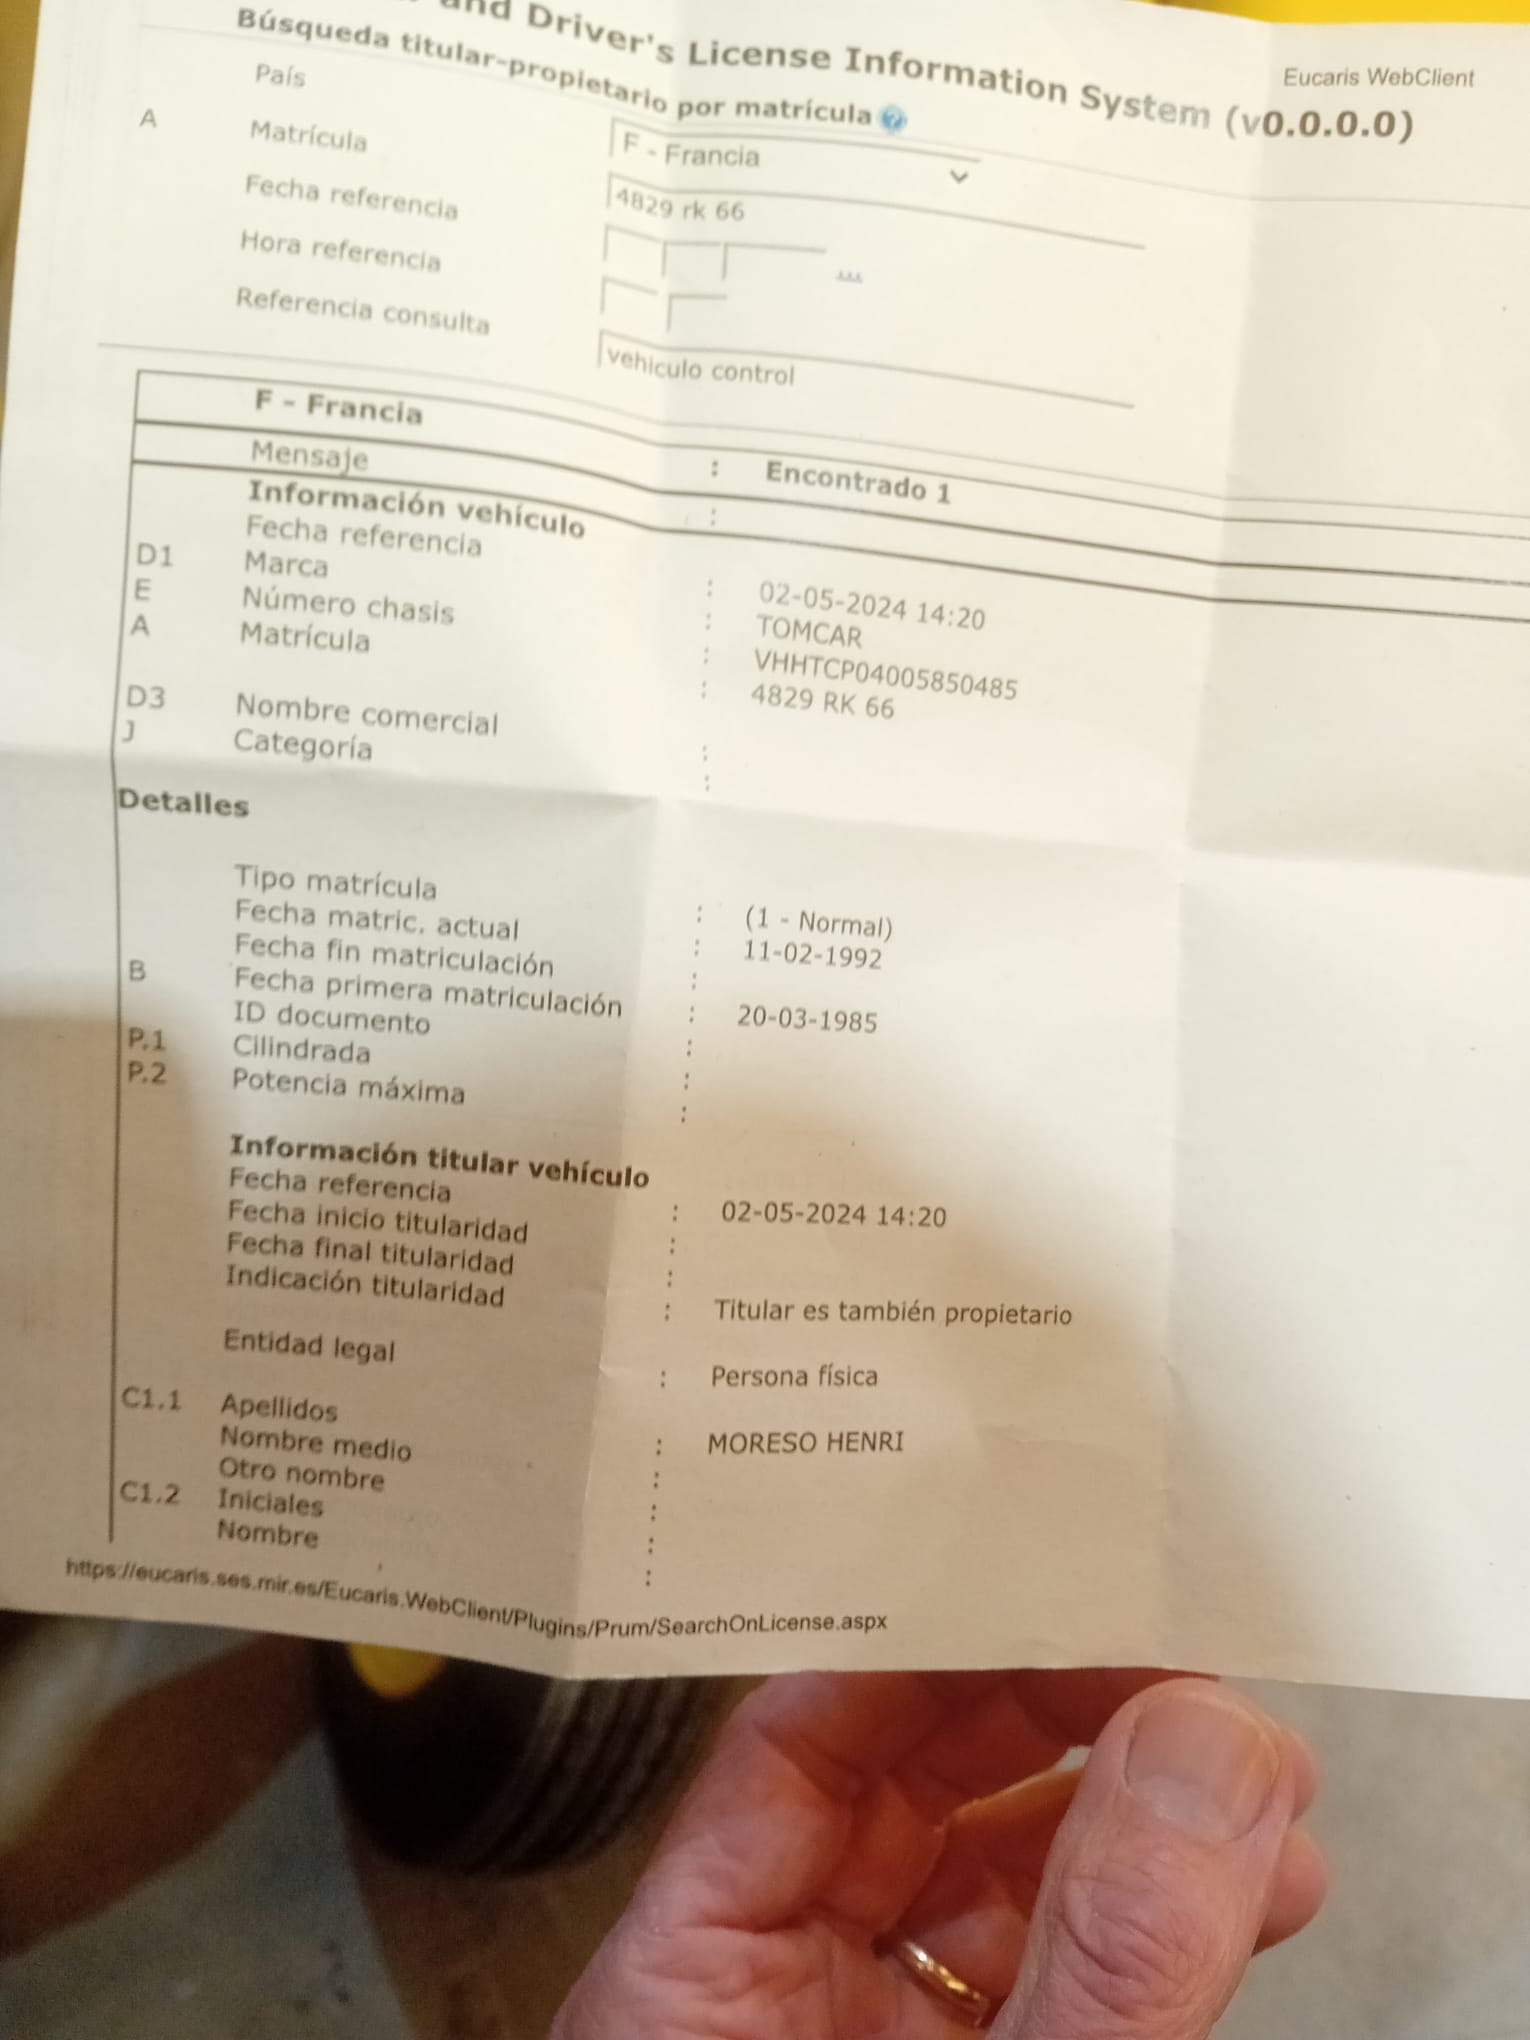 and Driver's License Information System (v0.0.0.0)
Eucaris WebClient
Búsqueda titular-propietario por matrícula ?
País F - Francia
A Matrícula 4829 rk 66
Fecha referencia
Hora referencia
Referencia consulta vehiculo control
F - Francia
Mensaje : Encontrado 1
Información vehículo :
Fecha referencia : 02-05-2024 14:20
D1 Marca : TOMCAR
E Número chasis : VHHTCP04005850485
A Matrícula : 4829 RK 66
D3 Nombre comercial :
J Categoría :
Detalles
Tipo matrícula : (1 - Normal)
Fecha matric. actual : 11-02-1992
Fecha fin matriculación :
B Fecha primera matriculación : 20-03-1985
ID documento :
P.1 Cilindrada :
P.2 Potencia máxima :
Información titular vehículo
Fecha referencia : 02-05-2024 14:20
Fecha inicio titularidad :
Fecha final titularidad :
Indicación titularidad : Titular es también propietario
Entidad legal : Persona física
C1.1 Apellidos : MORESO HENRI
Nombre medio :
Otro nombre :
C1.2 Iniciales :
Nombre :
https://eucaris.ses.mir.es/Eucaris.WebClient/Plugins/Prum/SearchOnLicense.aspx